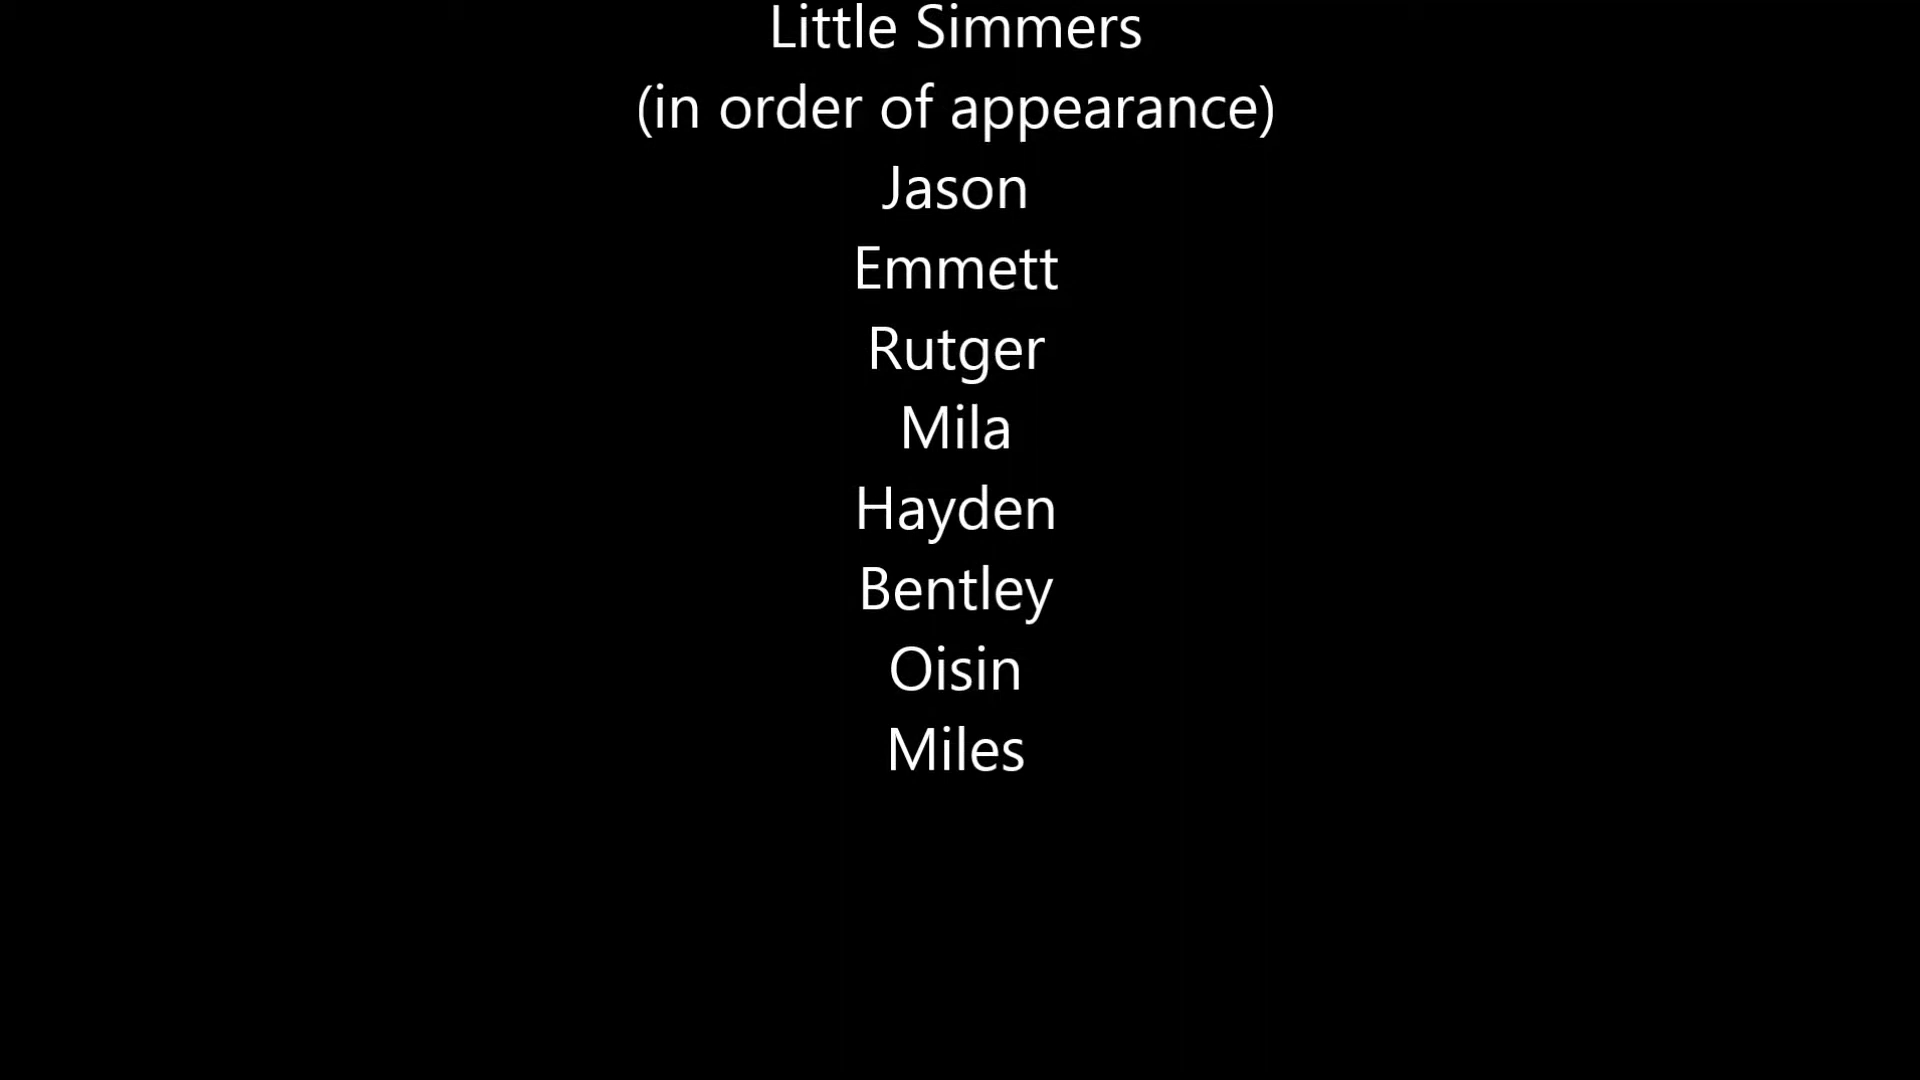 Little Simmers
(in order of appearance)
Jason
Emmett
Rutger
Mila
Hayden
Bentley
Oisin
Miles